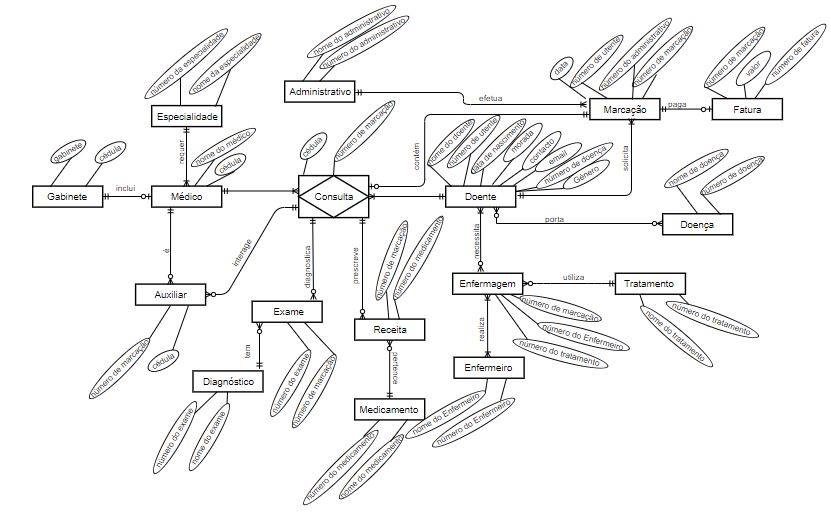 nome do administrativo
número do administrativo
Administrativo
efetua
número da especialidade
nome da especialidade
Especialidade
requer
data
número de utente
número do administrativo
número de marcação
Marcação
paga
número de marcação
valor
número de fatura
Fatura
gabinete
cédula
Gabinete
inclui
nome do médico
cédula
Médico
cédula
número de marcação
Consulta
contém
nome do doente
número de utente
data de nascimento
morada
contacto
email
número de doença
Género
Doente
solicita
nome de doença
número de doença
Doença
porta
é
interage
Auxiliar
número de marcação
cédula
diagnostica
prescreve
Exame
número do exame
número de marcação
tem
Diagnóstico
número do exame
nome do exame
número de marcação
número do medicamento
Receita
pertence
Medicamento
número do medicamento
nome do medicamento
necessita
Enfermagem
número de marcação
número do Enfermeiro
número do tratamento
utiliza
Tratamento
número do tratamento
nome do tratamento
realiza
Enfermeiro
nome do Enfermeiro
número do Enfermeiro